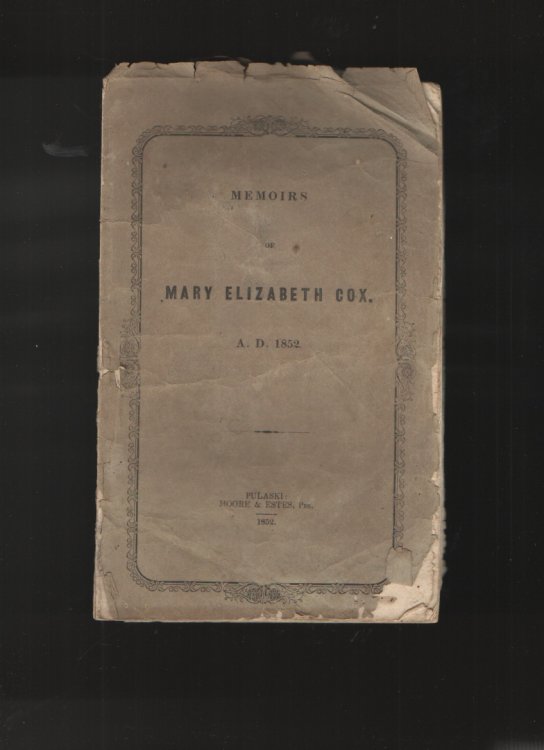 MEMOIRS
OF
MARY ELIZABETH COX.
A. D. 1852.
PULASKI:
MOORE & ESTES, Prs.
1852.